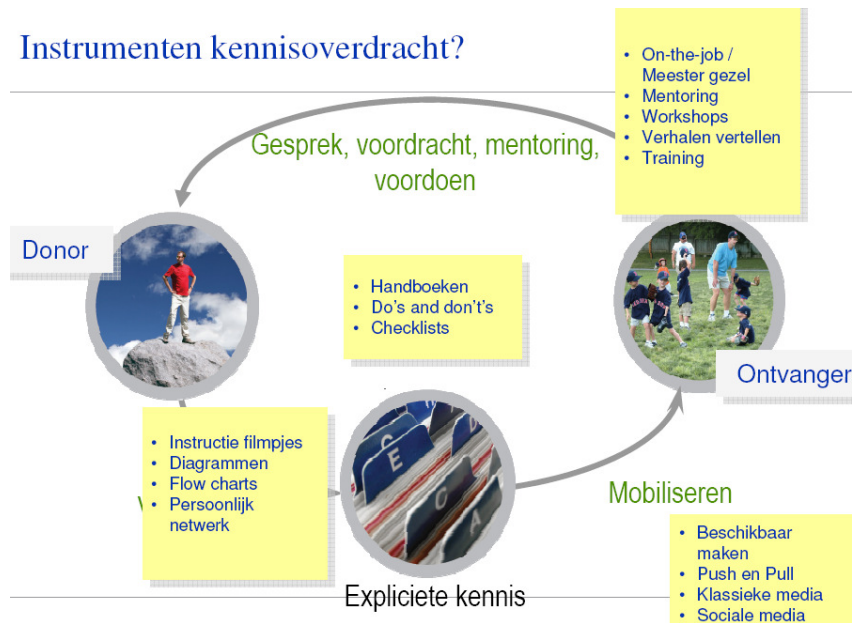 Instrumenten kennisoverdracht?
• On-the-job /
Meester gezel
• Mentoring
• Workshops
• Verhalen vertellen
• Training
Gesprek, voordracht, mentoring,
voordoen
Donor
• Handboeken
• Do's and don't's
• Checklists
Ontvanger
• Instructie filmpjes
• Diagrammen
• Flow charts
• Persoonlijk
netwerk
E
C
G
A
Mobiliseren
Expliciete kennis
• Beschikbaar
maken
• Push en Pull
• Klassieke media
• Sociale media